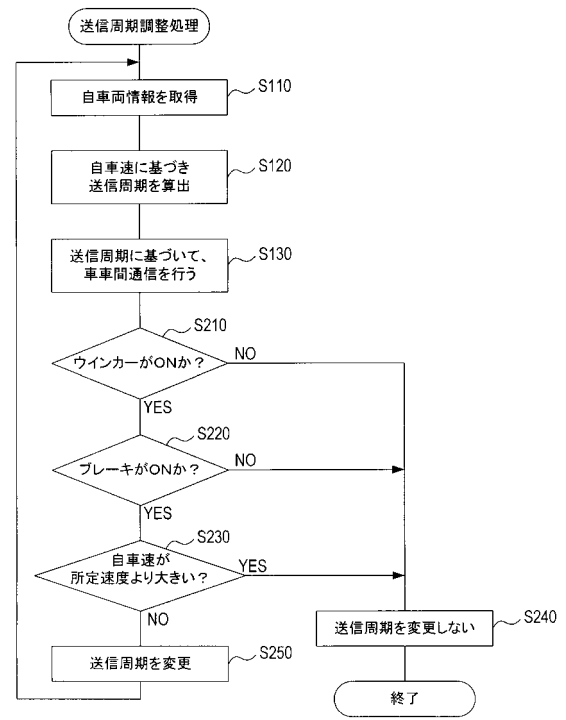 送信周期調整処理
自車両情報を取得
S110
自車速に基づき
送信周期を算出
S120
送信周期に基づいて、
車車間通信を行う
S130
S210
ウインカーがONか？
NO
YES
S220
ブレーキがONか？
NO
YES
S230
自車速が
所定速度より大きい？
YES
NO
送信周期を変更しない
S240
送信周期を変更
S250
終了